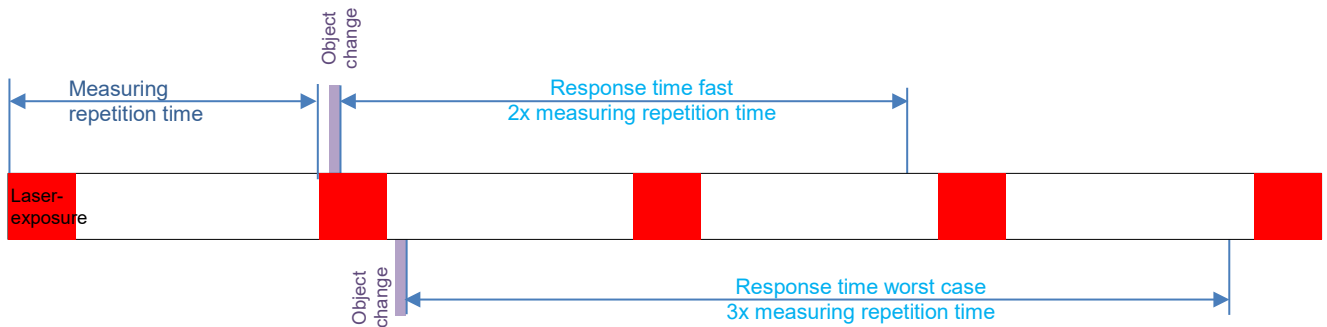 Object
change
Measuring
repetition time
Response time fast
2x measuring repetition time
Laser-
exposure
Object
change
Response time worst case
3x measuring repetition time